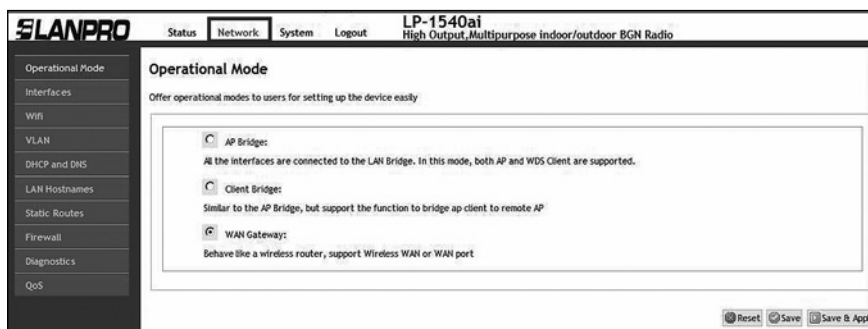 LANPRO
Status Network System Logout
LP-1540ai
High Output,Multipurpose indoor/outdoor BGN Radio
Operational Mode
Interfaces
Wifi
VLAN
DHCP and DNS
LAN Hostnames
Static Routes
Firewall
Diagnostics
QoS
Operational Mode
Offer operational modes to users for setting up the device easily
AP Bridge:
All the interfaces are connected to the LAN Bridge. In this mode, both AP and WDS Client are supported.
Client Bridge:
Similar to the AP Bridge, but support the function to bridge ap client to remote AP
WAN Gateway:
Behave like a wireless router, support Wireless WAN or WAN port
Reset Save Save & App